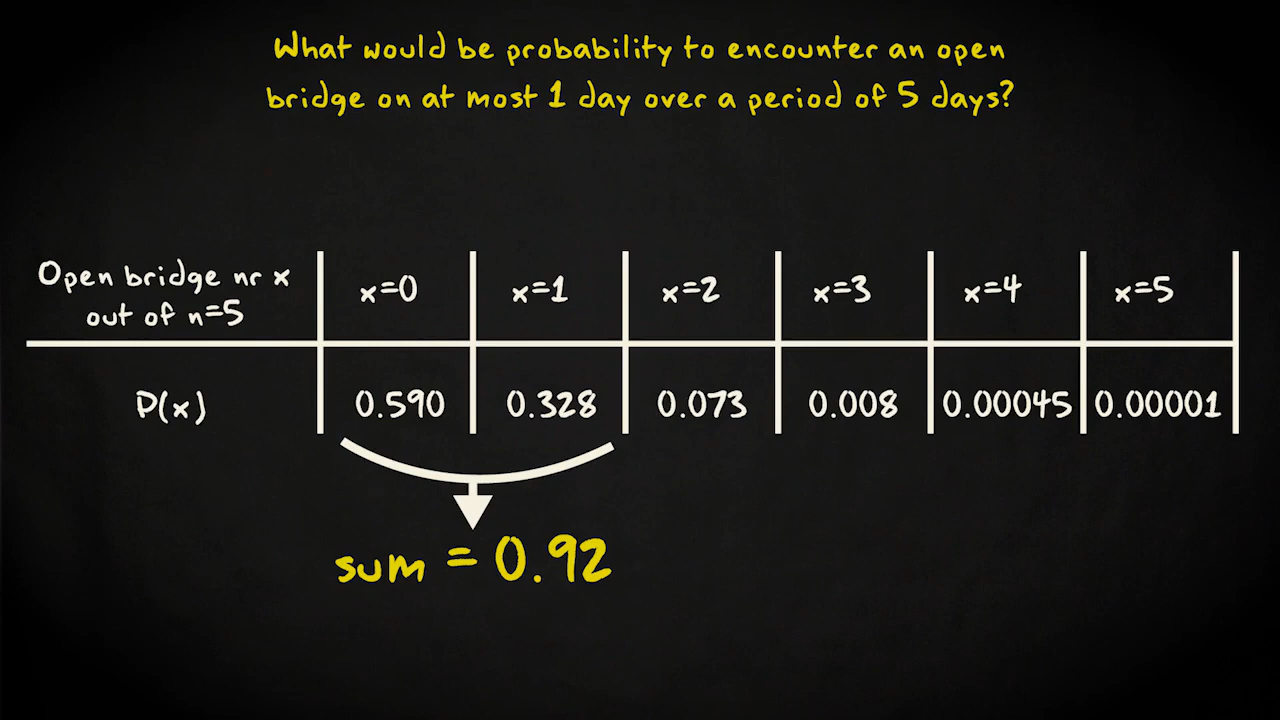 What would be probability to encounter an open
bridge on at most 1 day over a period of 5 days?
Open bridge nr x
out of n=5
x=0
x=1
x=2
x=3
x=4
x=5
P(x)
0.590
0.328
0.073
0.008
0.00045
0.00001
sum = 0.92